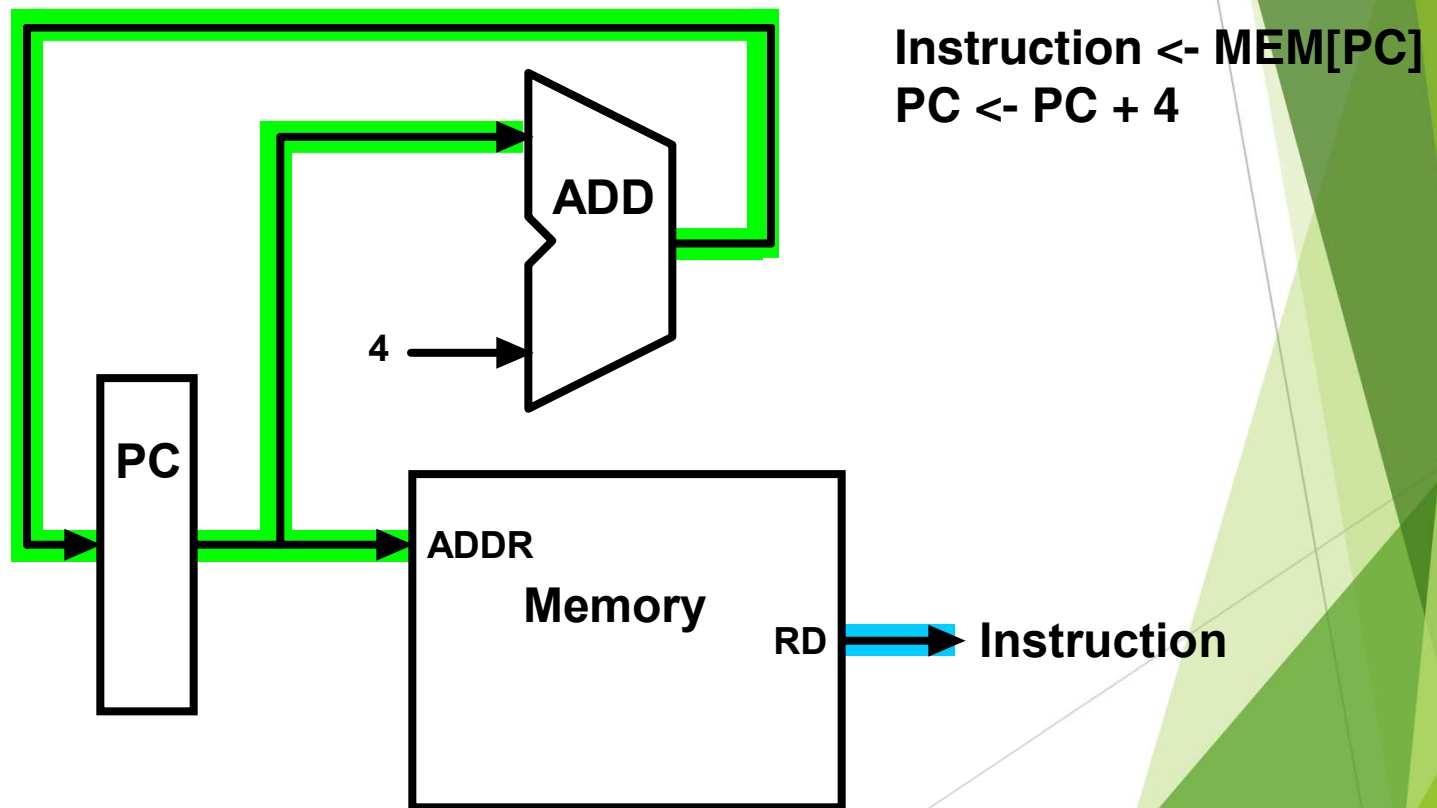 Instruction <- MEM[PC]
PC <- PC + 4
ADD
4
PC
ADDR
Memory
RD
Instruction